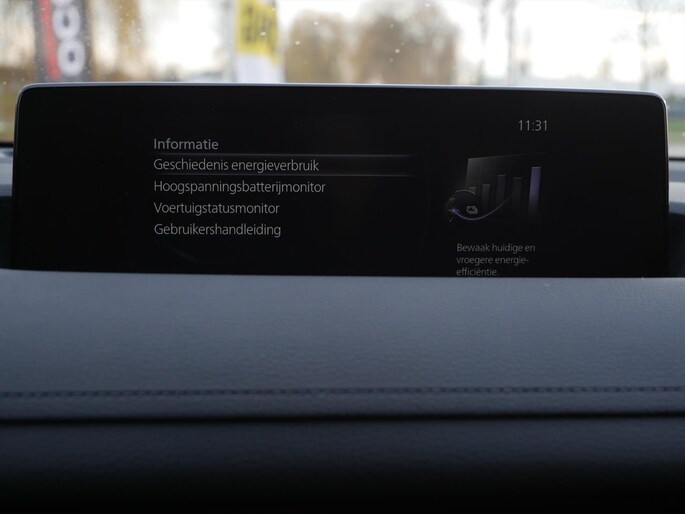 11:31
Informatie
Geschiedenis energieverbruik
Hoogspanningsbatterijmonitor
Voertuigstatusmonitor
Gebruikershandleiding
Bewaak huidige en
vroegere energie-
efficiëntie.